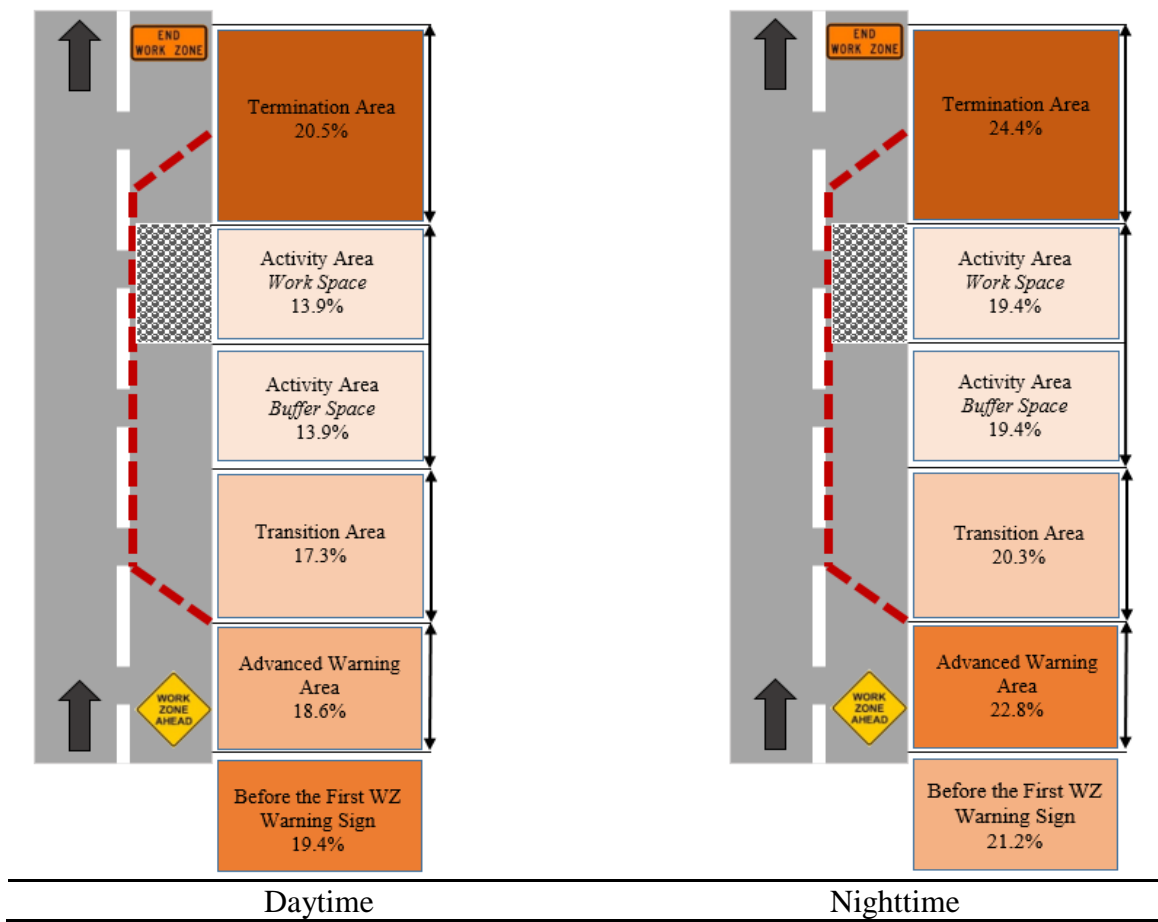 END
WORK ZONE
Termination Area
20.5%
Activity Area
Work Space
13.9%
Activity Area
Buffer Space
13.9%
Transition Area
17.3%
Advanced Warning
Area
18.6%
WORK
ZONE
AHEAD
Before the First WZ
Warning Sign
19.4%
Daytime
END
WORK ZONE
Termination Area
24.4%
Activity Area
Work Space
19.4%
Activity Area
Buffer Space
19.4%
Transition Area
20.3%
Advanced Warning
Area
22.8%
WORK
ZONE
AHEAD
Before the First WZ
Warning Sign
21.2%
Nighttime